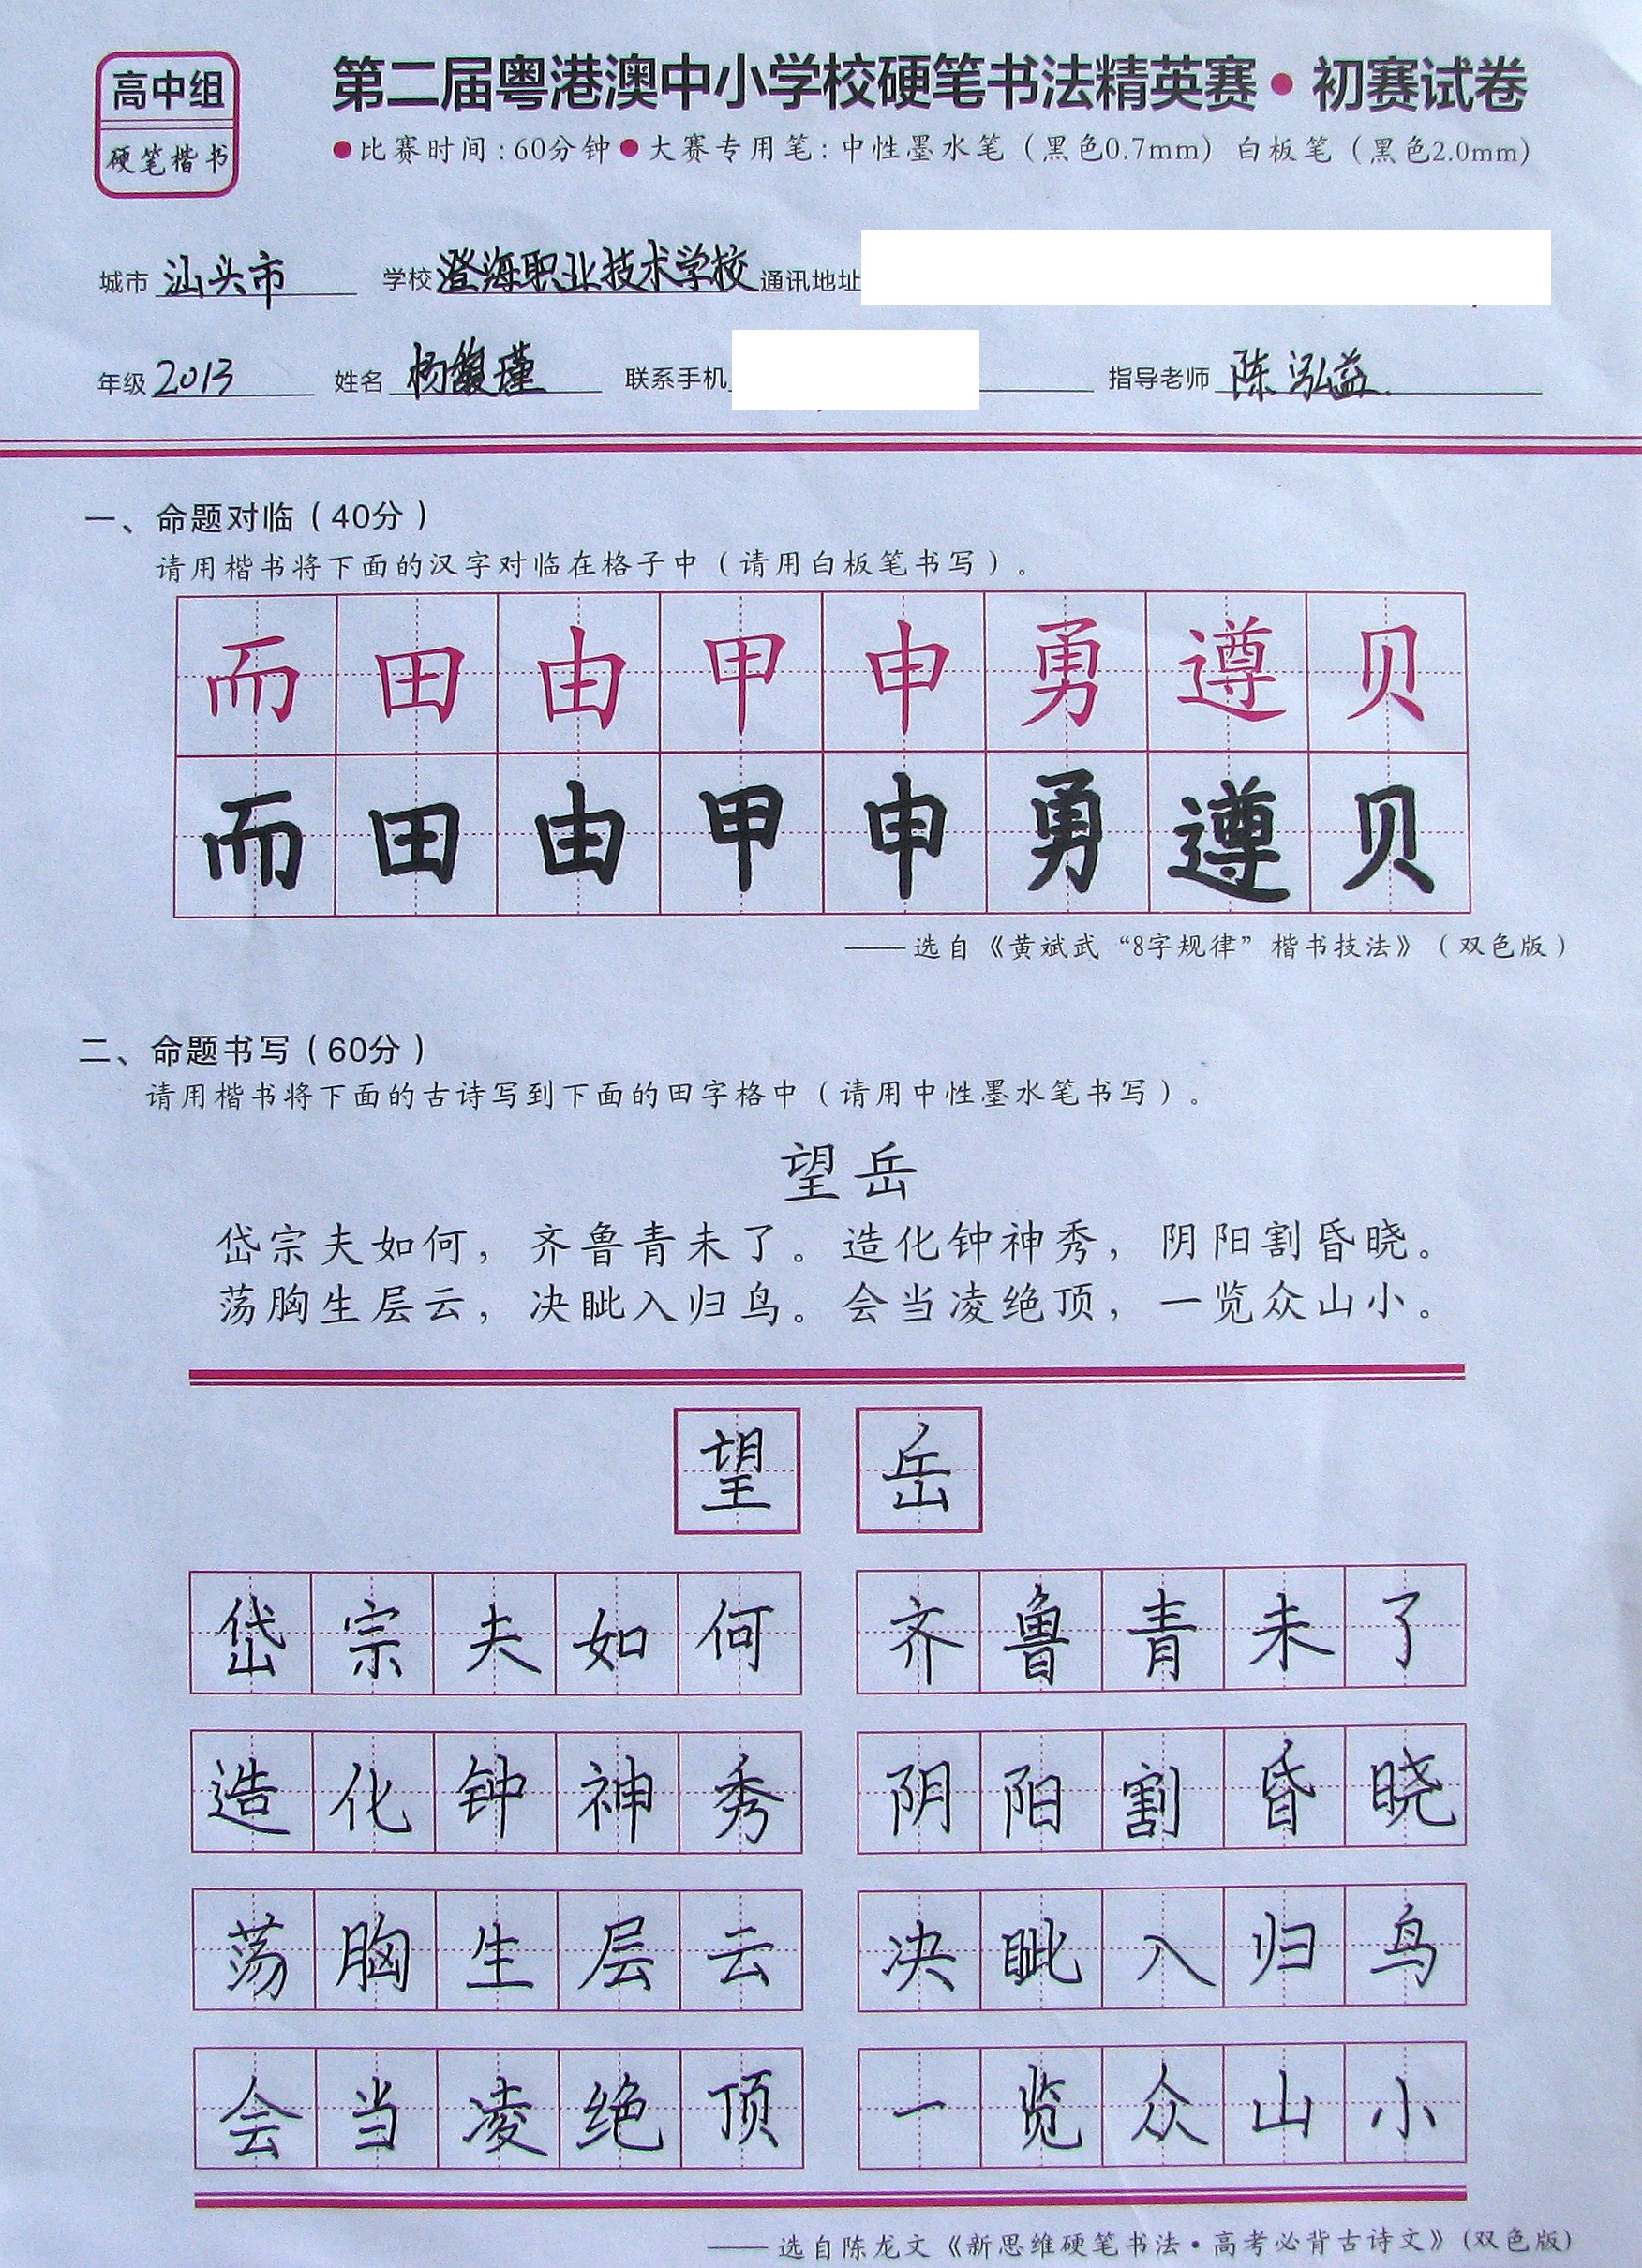 高中组
硬笔楷书
第二届粤港澳中小学校硬笔书法精英赛•初赛试卷
●比赛时间:60分钟●大赛专用笔:中性墨水笔（黑色0.7mm）白板笔（黑色2.0mm）
城市 汕头市 学校 澄海职业技术学校 通讯地址
年级 2013 姓名 杨馥瑾 联系手机 指导老师 陈泓益.
一、命题对临（40分）
请用楷书将下面的汉字对临在格子中（请用白板笔书写）。
而田由甲申勇遵贝
而田由甲申勇遵贝
——选自《黄斌武“8字规律”楷书技法》（双色版）
二、命题书写（60分）
请用楷书将下面的古诗写到下面的田字格中（请用中性墨水笔书写）。
望岳
岱宗夫如何，齐鲁青未了。造化钟神秀，阴阳割昏晓。
荡胸生层云，决眦入归鸟。会当凌绝顶，一览众山小。
望岳
岱宗夫如何 齐鲁青未了
造化钟神秀 阴阳割昏晓
荡胸生层云 决眦入归鸟
会当凌绝顶 一览众山小
——选自陈龙文《新思维硬笔书法•高考必背古诗文》(双色版)